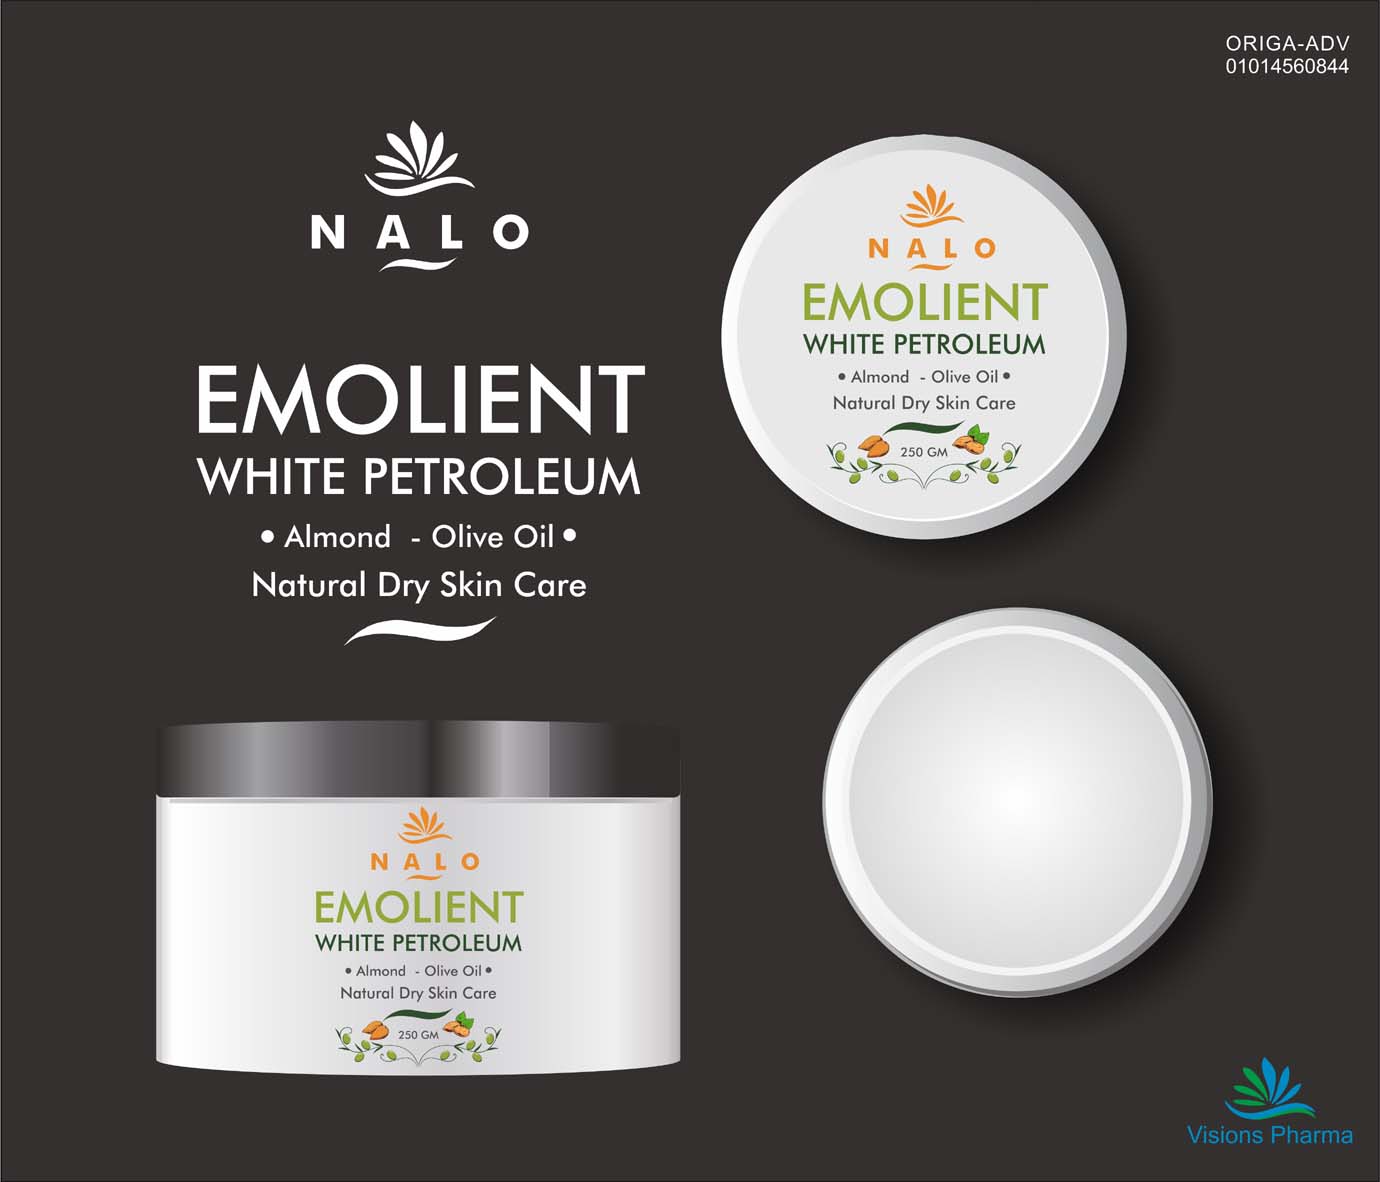 ORIGA-ADV
01014560844
NALO
EMOLIENT
WHITE PETROLEUM
• Almond - Olive Oil •
Natural Dry Skin Care
NALO
EMOLIENT
WHITE PETROLEUM
• Almond - Olive Oil •
Natural Dry Skin Care
250 GM
NALO
EMOLIENT
WHITE PETROLEUM
• Almond - Olive Oil •
Natural Dry Skin Care
250 GM
Visions Pharma